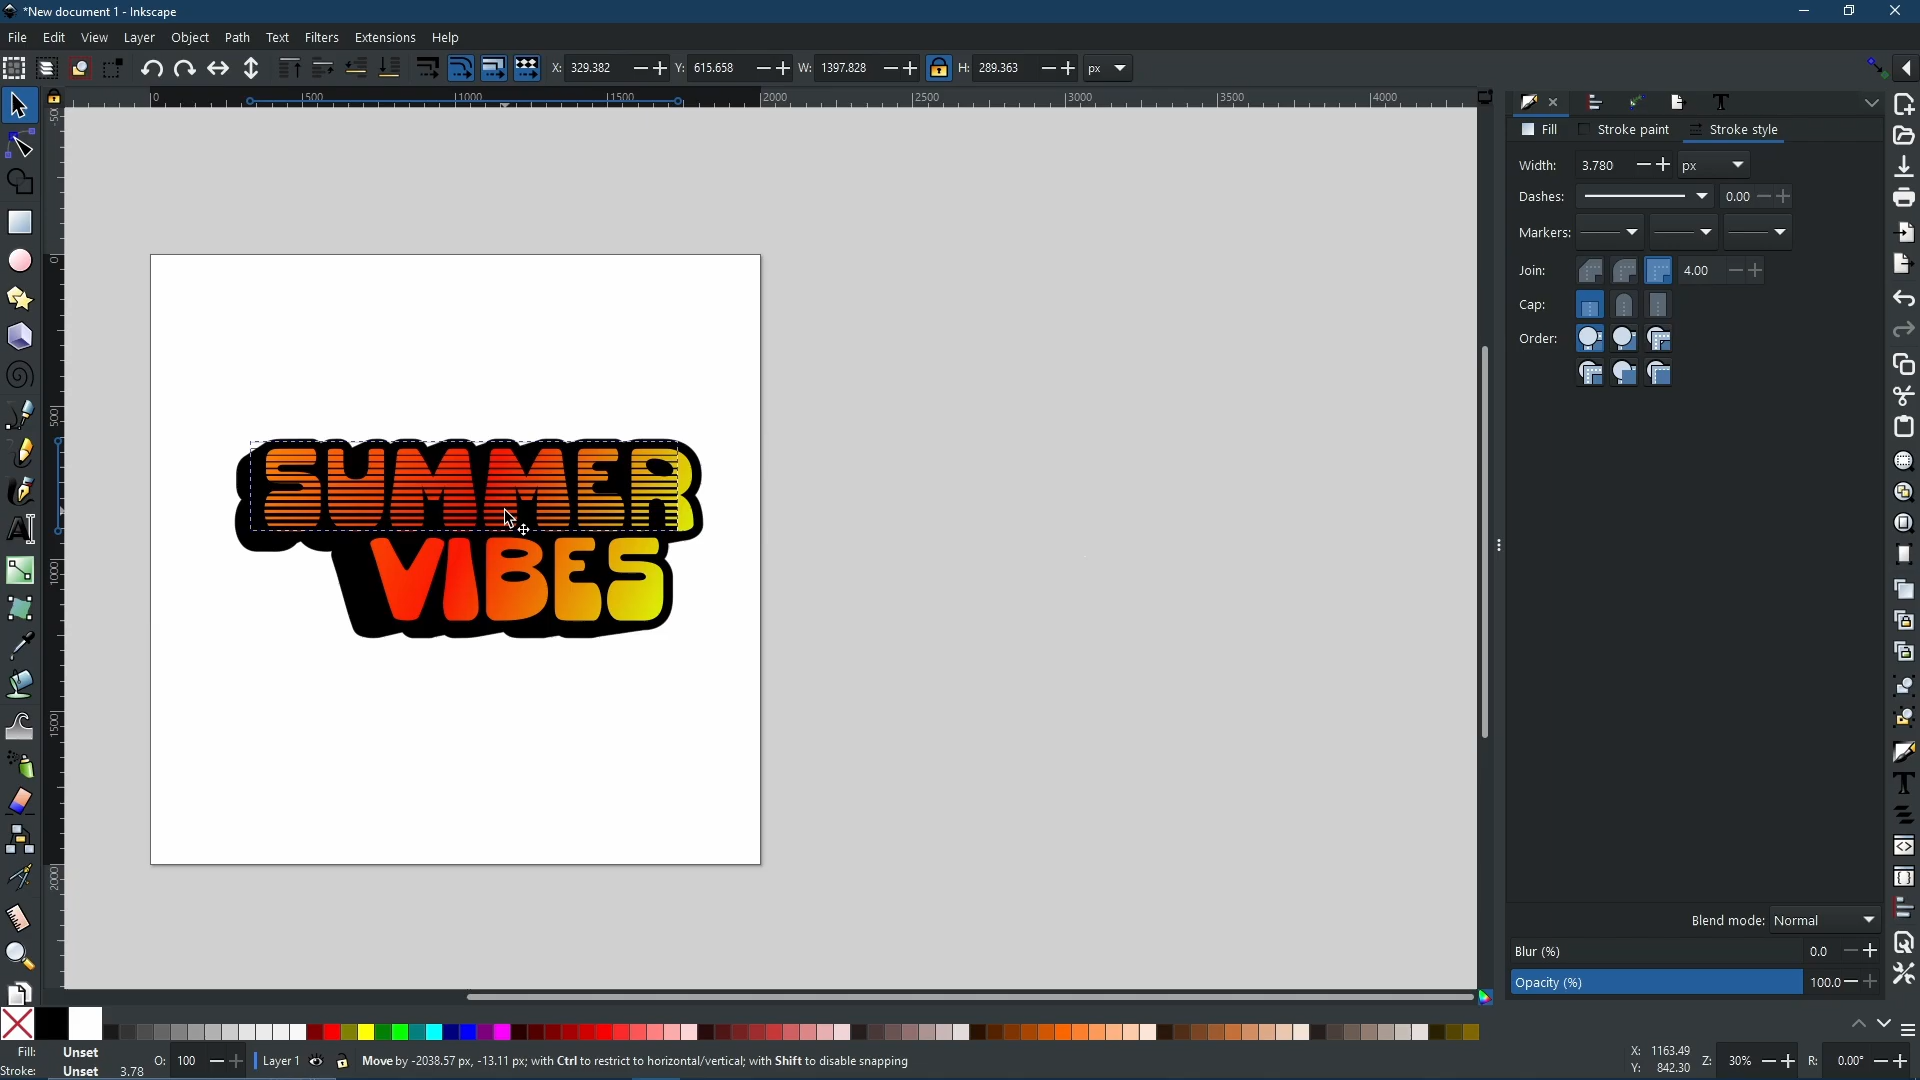 *New document 1 - Inkscape
File Edit View Layer Object Path Text Filters Extensions Help
X: 329.382 Y: 615.658 W: 1397.828 H: 289.363 px
0 500 1000 1500 2000 2500 3000 3500 4000
Fill Stroke paint Stroke style
Width: 3.780 px
Dashes: 0.00
Markers:
Join: 4.00
Cap:
Order:
SUMMER
VIBES
Blend mode: Normal
Blur (%) 0.0
Opacity (%) 100.0
Fill: Unset
Stroke: Unset 3.78
O: 100 Layer 1 Move by -2038.57 px, -13.11 px; with Ctrl to restrict to horizontal/vertical; with Shift to disable snapping
X: 1163.49
Y: 842.30
Z: 30% R: 0.00°